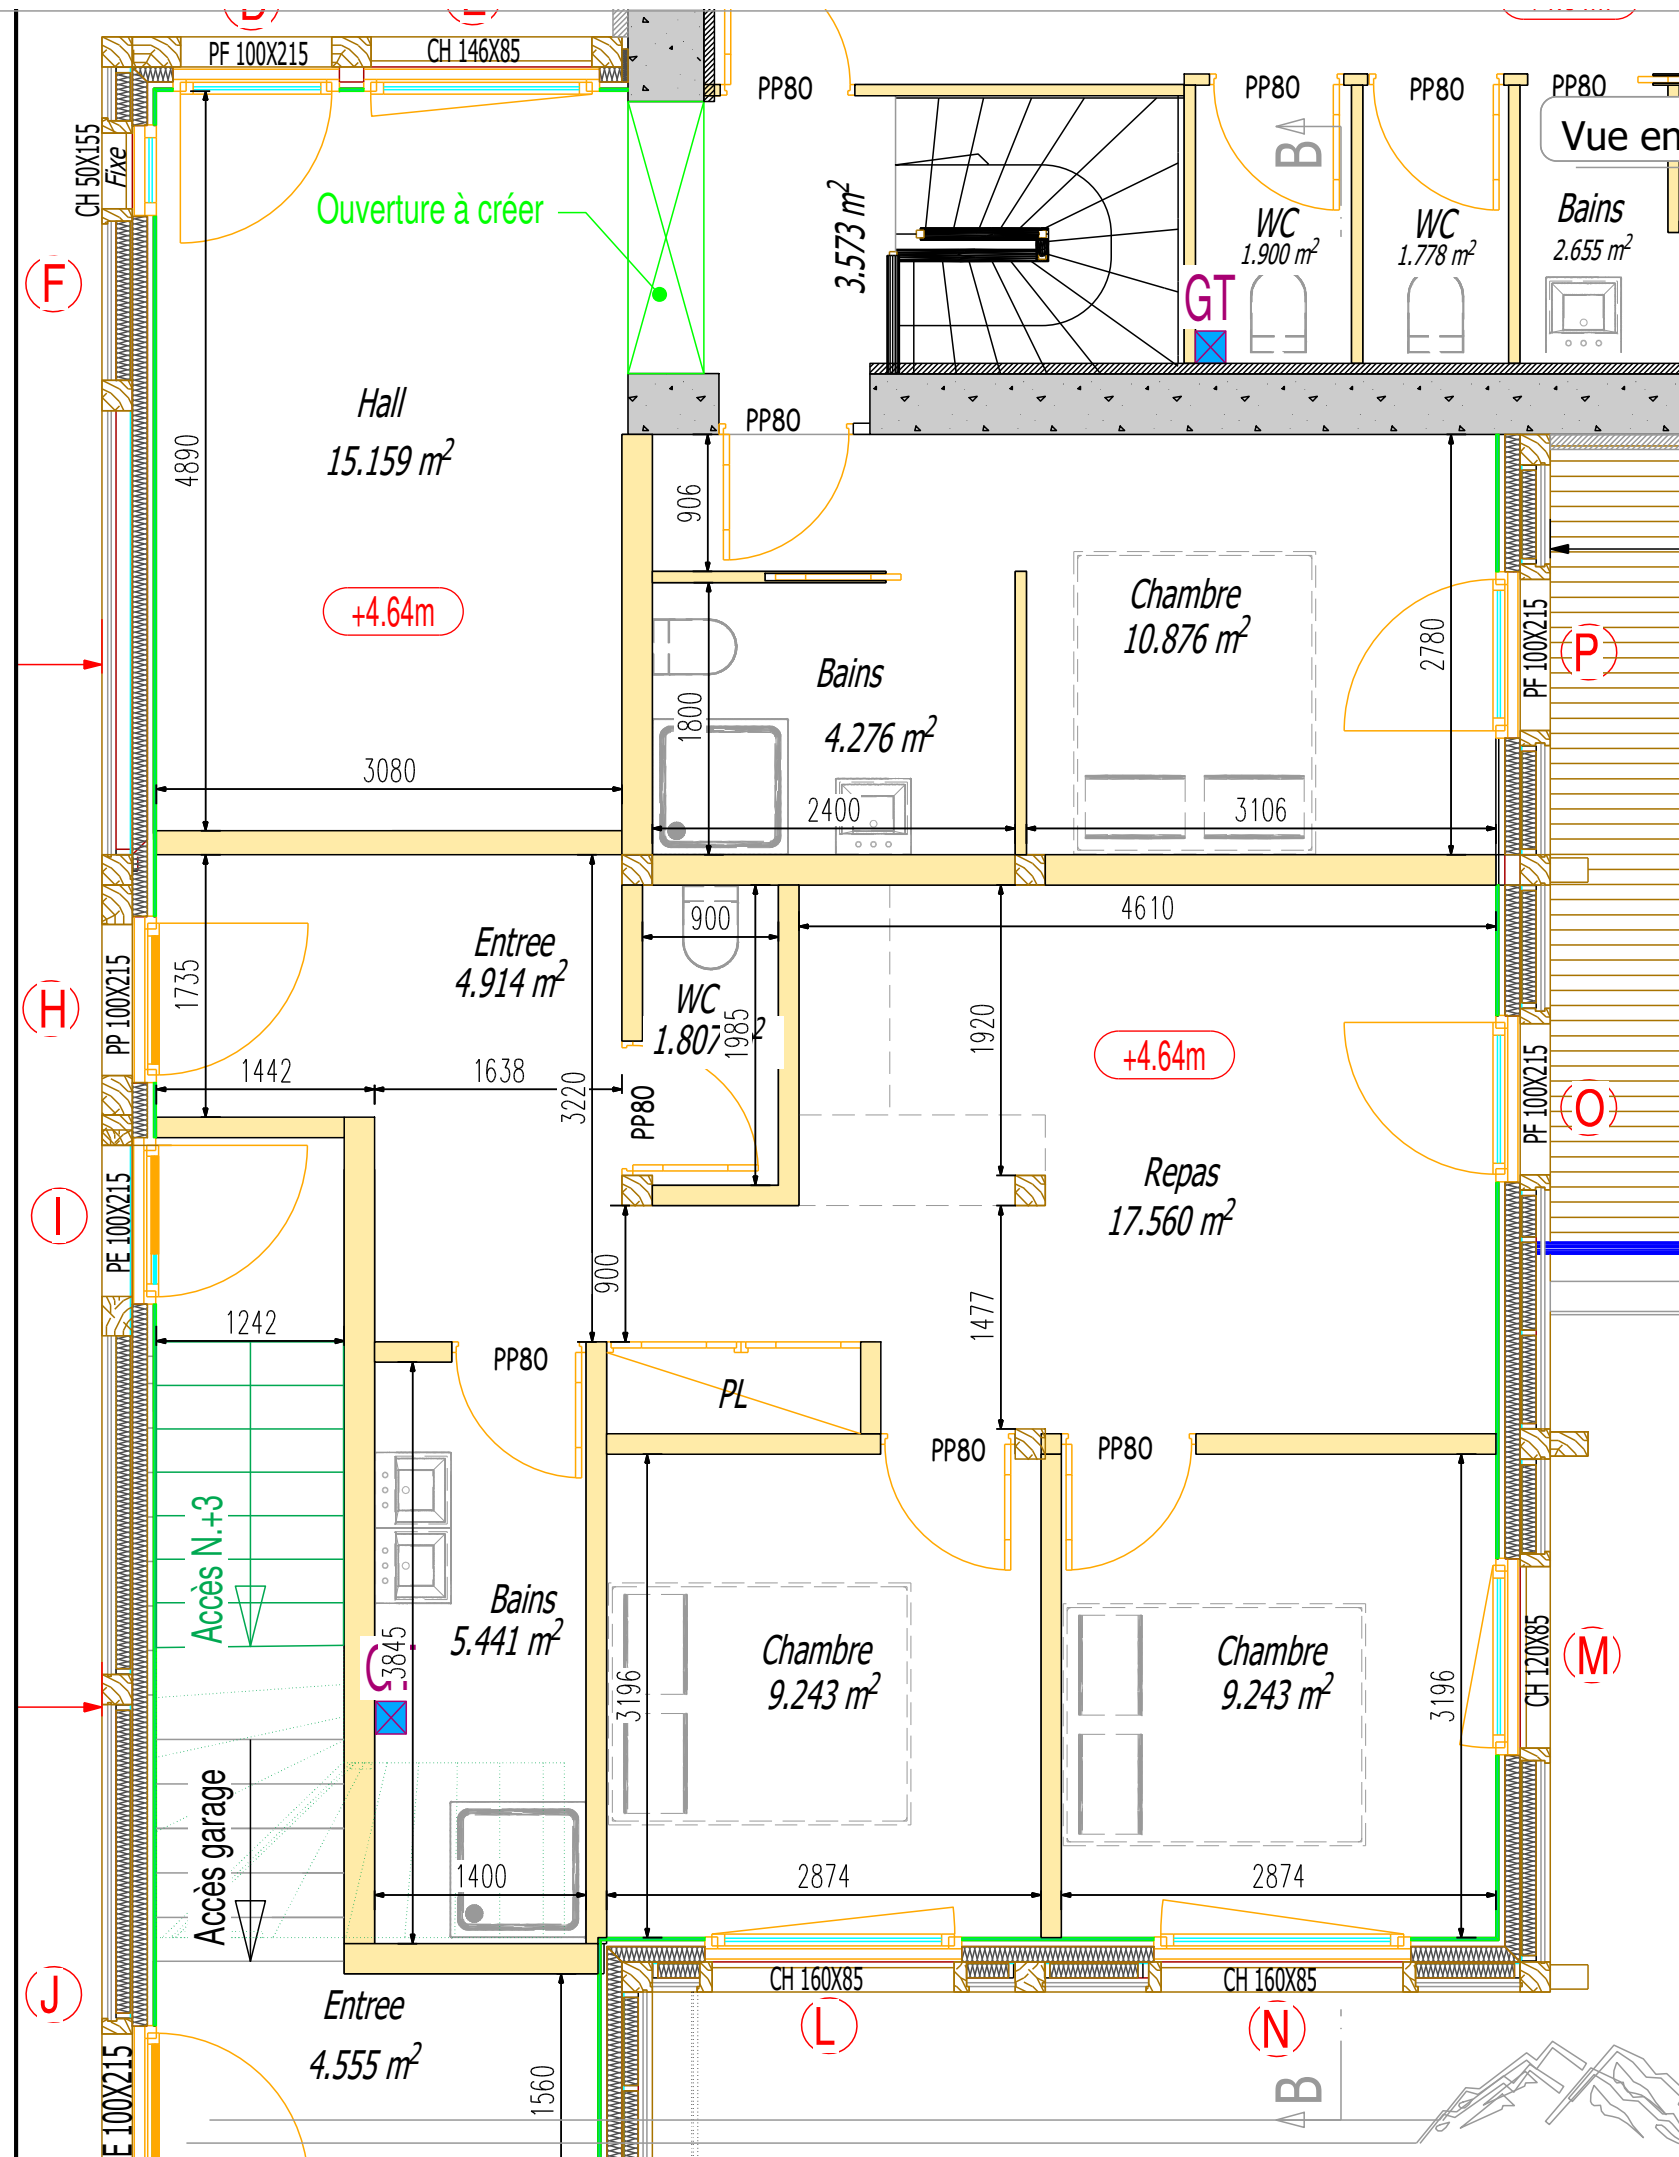 PF 100X215
CH 146X85
PP80
PP80
PP80
PP80
CH 50X155
Fixe
B
Vue en
Ouverture à créer
3.573 m²
WC
1.900 m²
WC
1.778 m²
Bains
2.655 m²
F
GT
Hall
15.159 m²
4890
PP80
906
+4.64m
Chambre
10.876 m²
2780
PF 100X215
P
Bains
4.276 m²
1800
3080
2400
3106
900
4610
Entree
4.914 m²
1735
WC
1.807
1985
1920
H
PP 100X215
+4.64m
1442
1638
3220
PP80
PF 100X215
O
I
PE 100X215
Repas
17.560 m²
900
1477
1242
PP80
PL
PP80
PP80
Accès N.+3
Bains
5.441 m²
3845
Chambre
9.243 m²
3196
Chambre
9.243 m²
3196
CH 120X85
M
Accès garage
1400
2874
2874
CH 160X85
CH 160X85
J
Entree
4.555 m²
L
N
1560
B
E 100X215